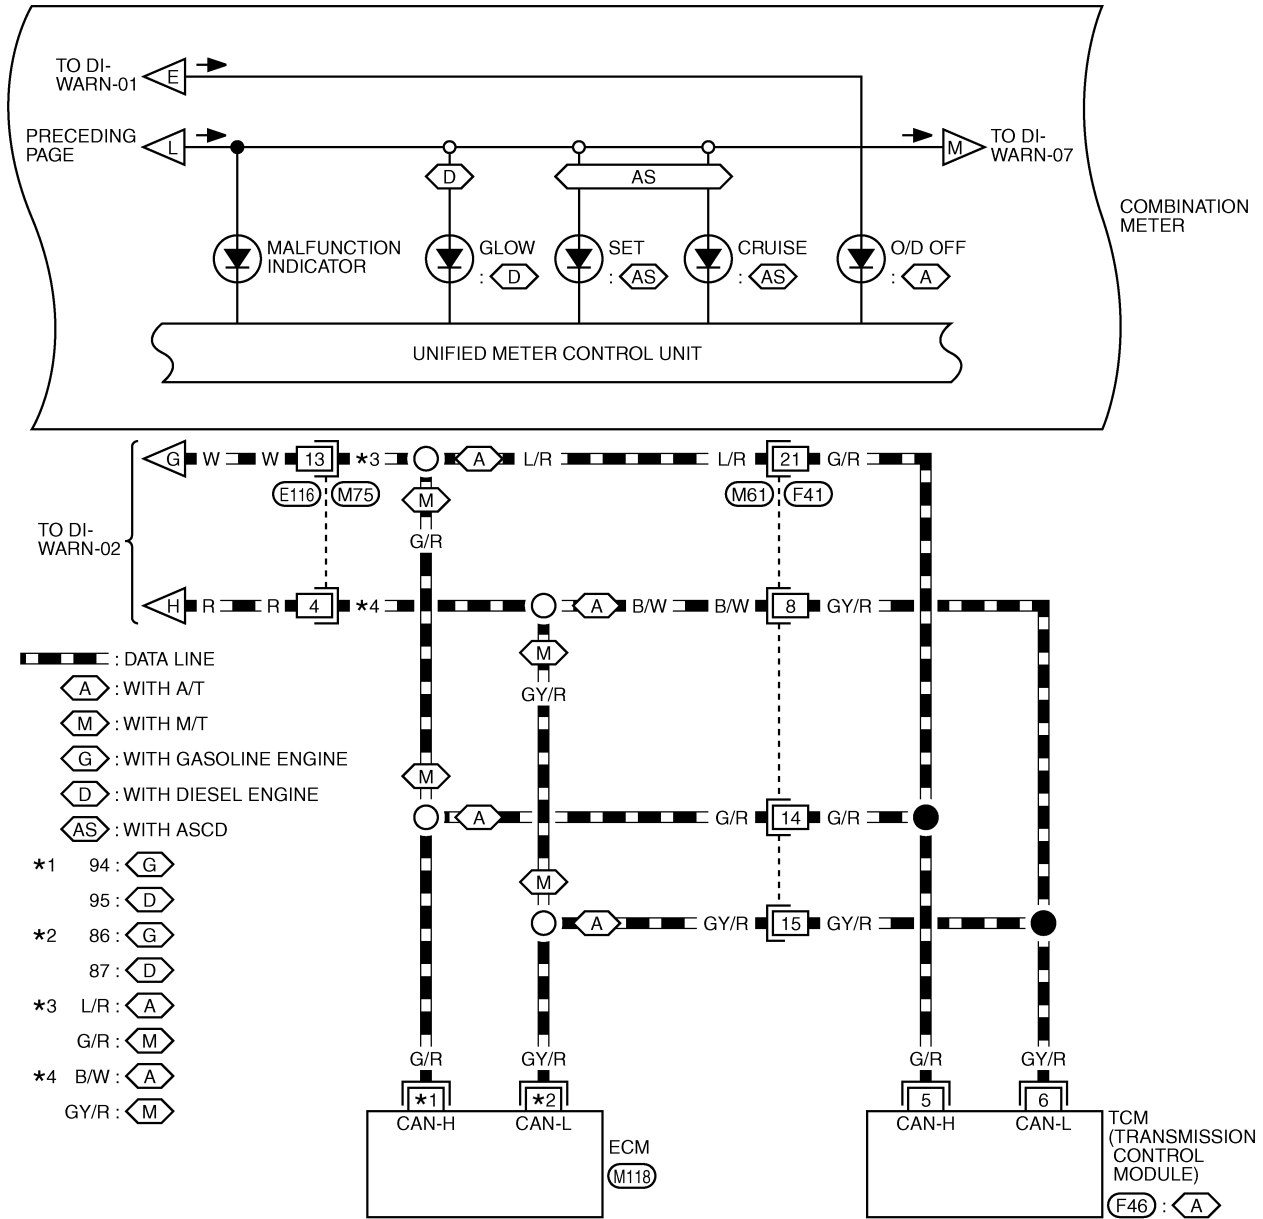 TO DI-
WARN-01
E
PRECEDING
PAGE
L
M
TO DI-
WARN-07
D
AS
COMBINATION
METER
MALFUNCTION
INDICATOR
GLOW
: D
SET
: AS
CRUISE
: AS
O/D OFF
: A
UNIFIED METER CONTROL UNIT
G W W 13 *3 A L/R L/R 21 G/R
E116 M75 M M61 F41
TO DI-
WARN-02
G/R
H R R 4 *4 A B/W B/W 8 GY/R
M
GY/R
: DATA LINE
A : WITH A/T
M : WITH M/T
G : WITH GASOLINE ENGINE
D : WITH DIESEL ENGINE
AS : WITH ASCD
*1 94 : G
95 : D
*2 86 : G
87 : D
*3 L/R : A
G/R : M
*4 B/W : A
GY/R : M
M
A G/R 14 G/R
M
A GY/R 15 GY/R
G/R GY/R G/R GY/R
*1 *2 5 6
CAN-H CAN-L CAN-H CAN-L
ECM
M118
TCM
(TRANSMISSION
CONTROL
MODULE)
F46 : A